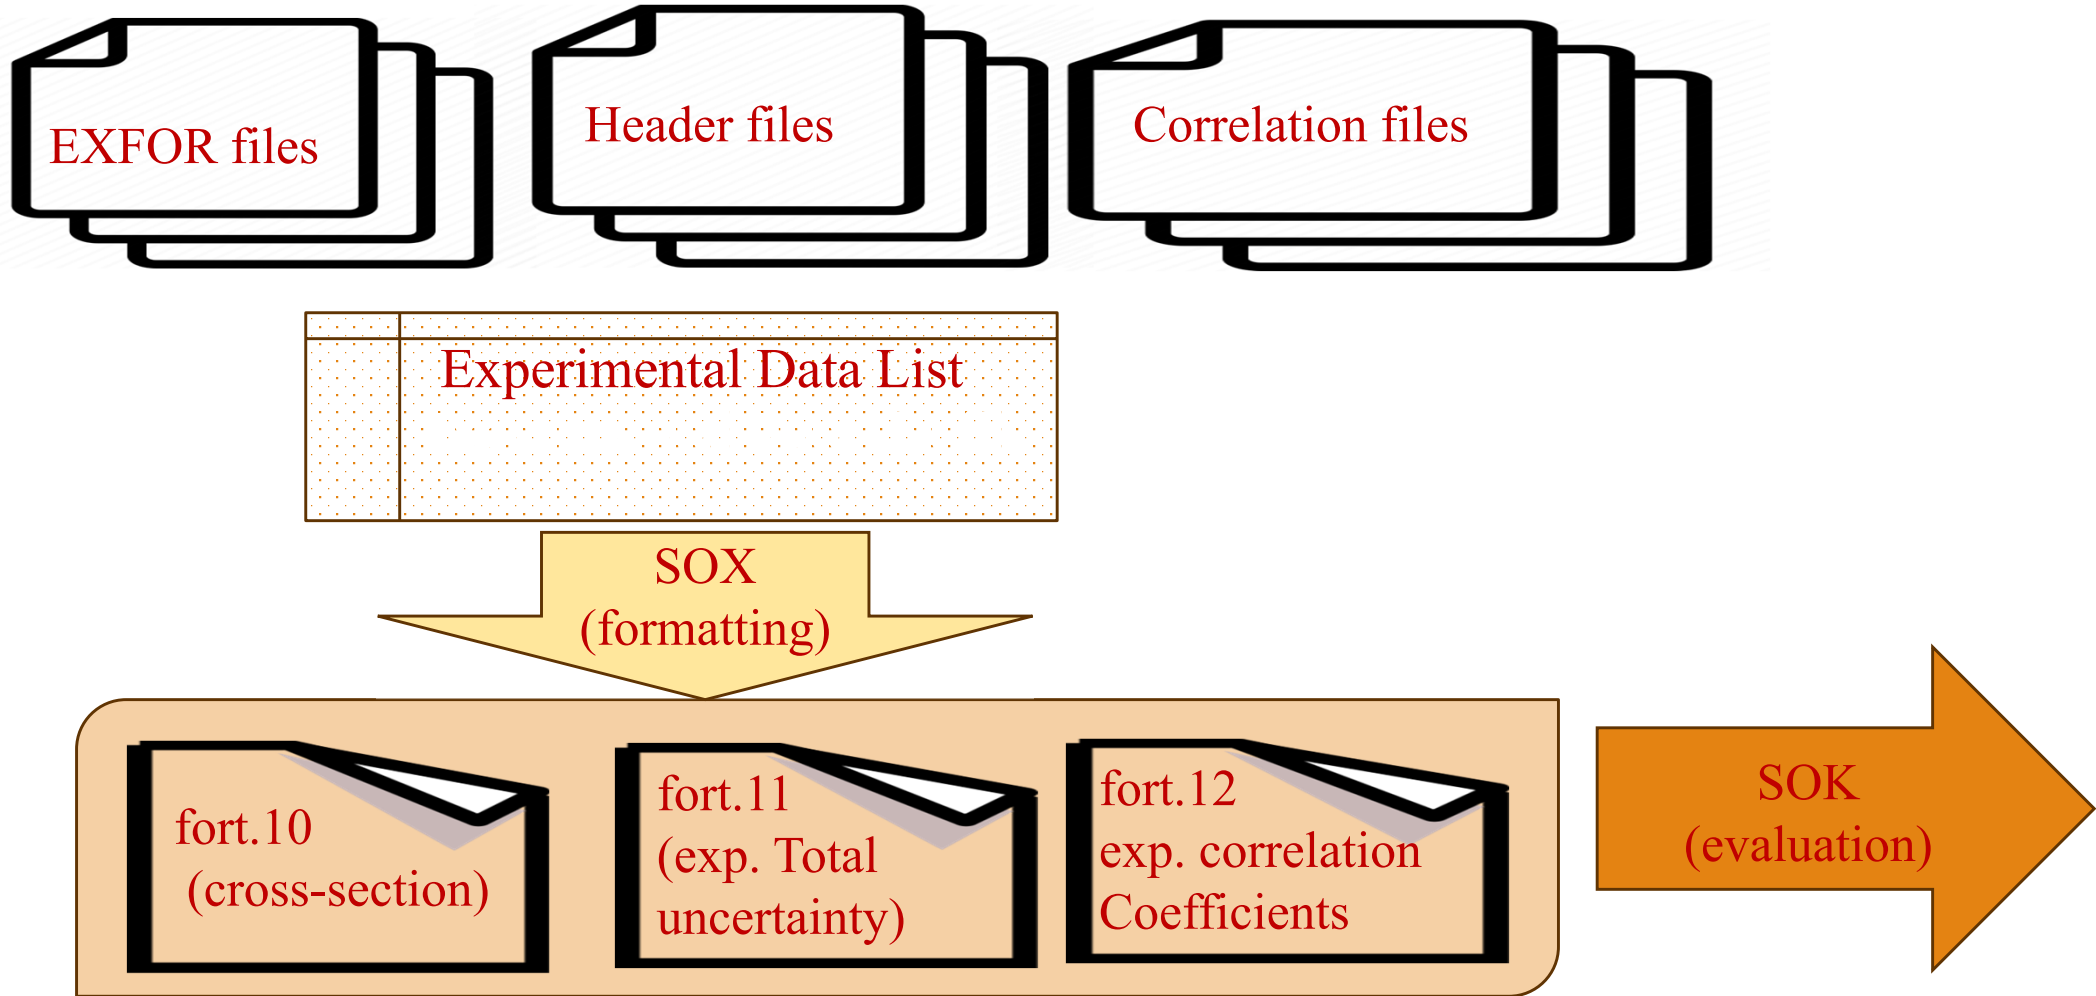 EXFOR files
Header files
Correlation files
Experimental Data List
SOX
(formatting)
fort.10
(cross-section)
fort.11
(exp. Total
uncertainty)
fort.12
exp. correlation
Coefficients
SOK
(evaluation)